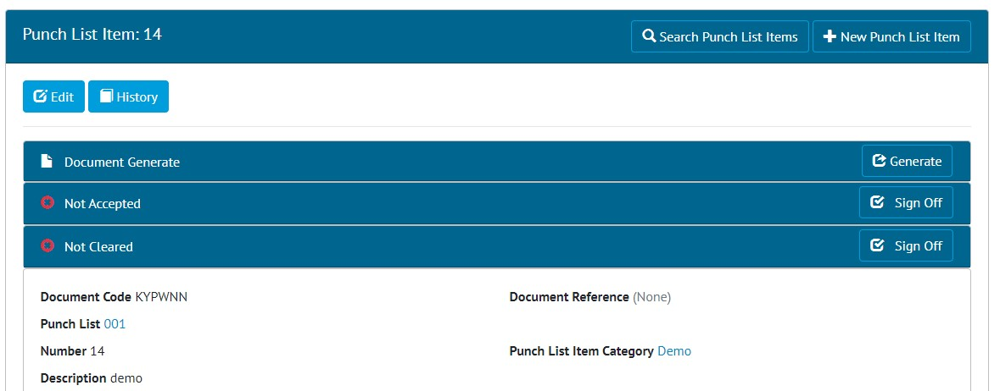 Punch List Item: 14
Search Punch List Items
New Punch List Item
Edit
History
Document Generate
Generate
Not Accepted
Sign Off
Not Cleared
Sign Off
Document Code KYPWNN
Document Reference (None)
Punch List 001
Number 14
Punch List Item Category Demo
Description demo